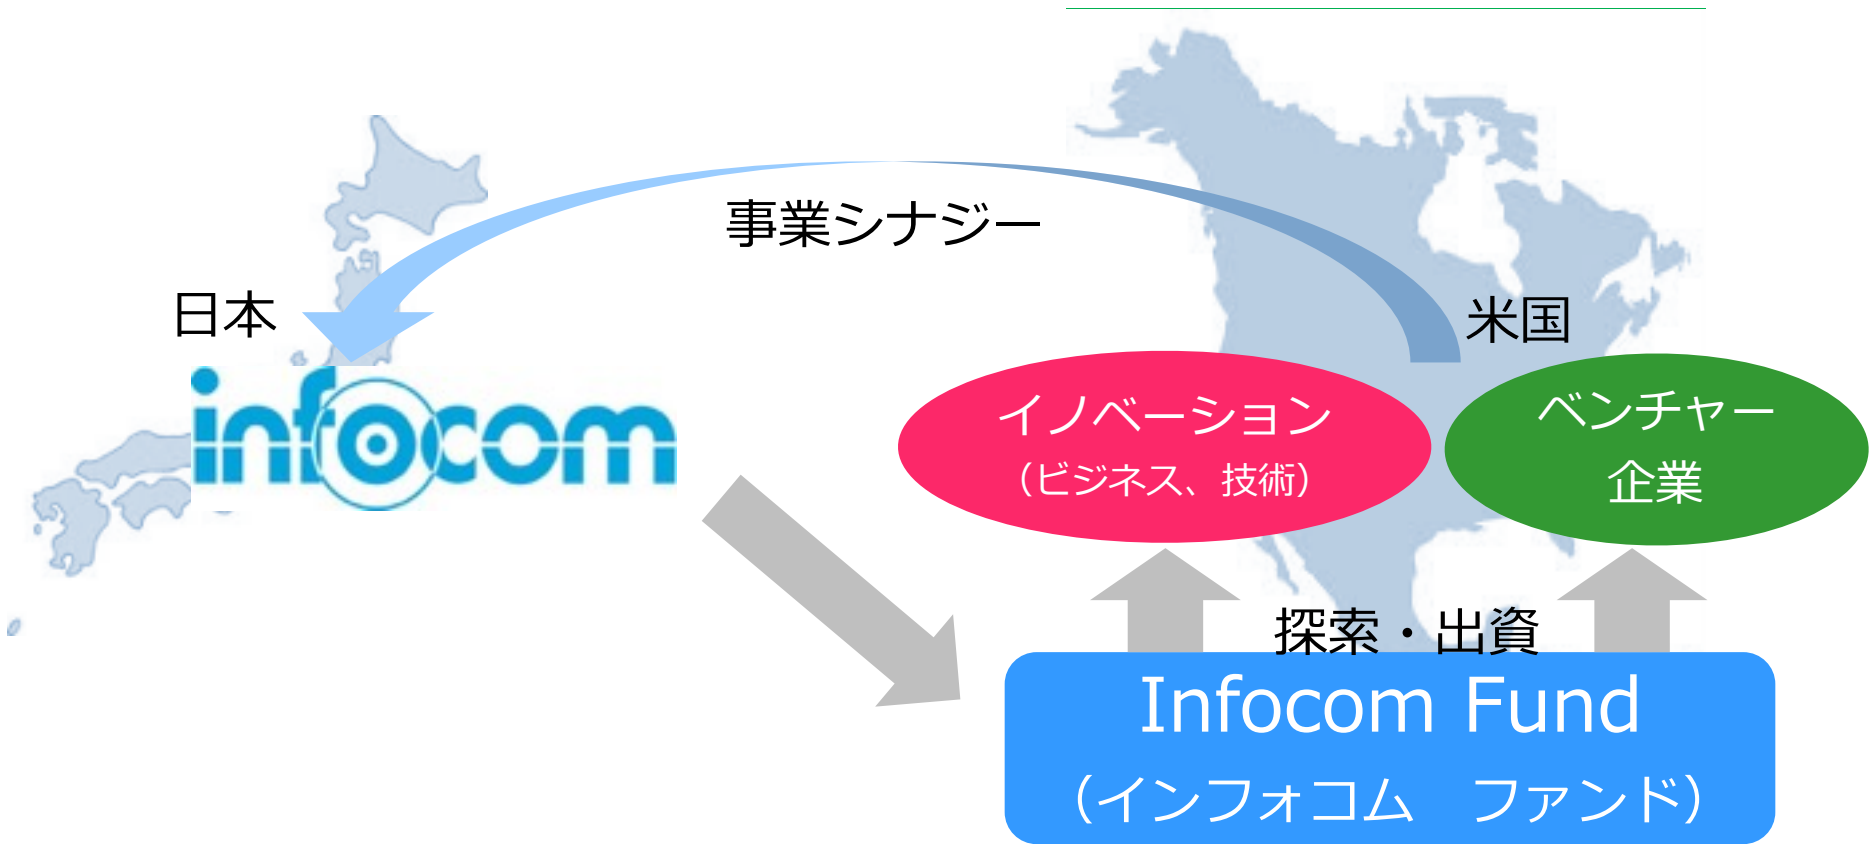 事業シナジー
日本
infocom
米国
イノベーション
（ビジネス、技術）
ベンチャー
企業
探索・出資
Infocom Fund
（インフォコム　ファンド）